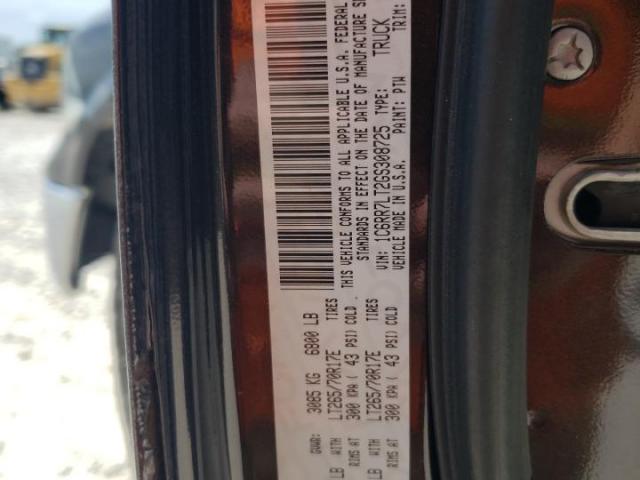 GVWR: 3085 KG 6800 LB
LB WITH LT265/70R17E TIRES
RIMS AT 300 KPA ( 43 PSI) COLD
LB WITH LT265/70R17E TIRES
RIMS AT 300 KPA ( 43 PSI) COLD
THIS VEHICLE CONFORMS TO ALL APPLICABLE U.S.A. FEDERAL
STANDARDS IN EFFECT ON THE DATE OF MANUFACTURE
VIN: 1C6RR7LT2GS308725 TYPE: TRUCK
VEHICLE MADE IN U.S.A. PAINT: PTW TRIM: